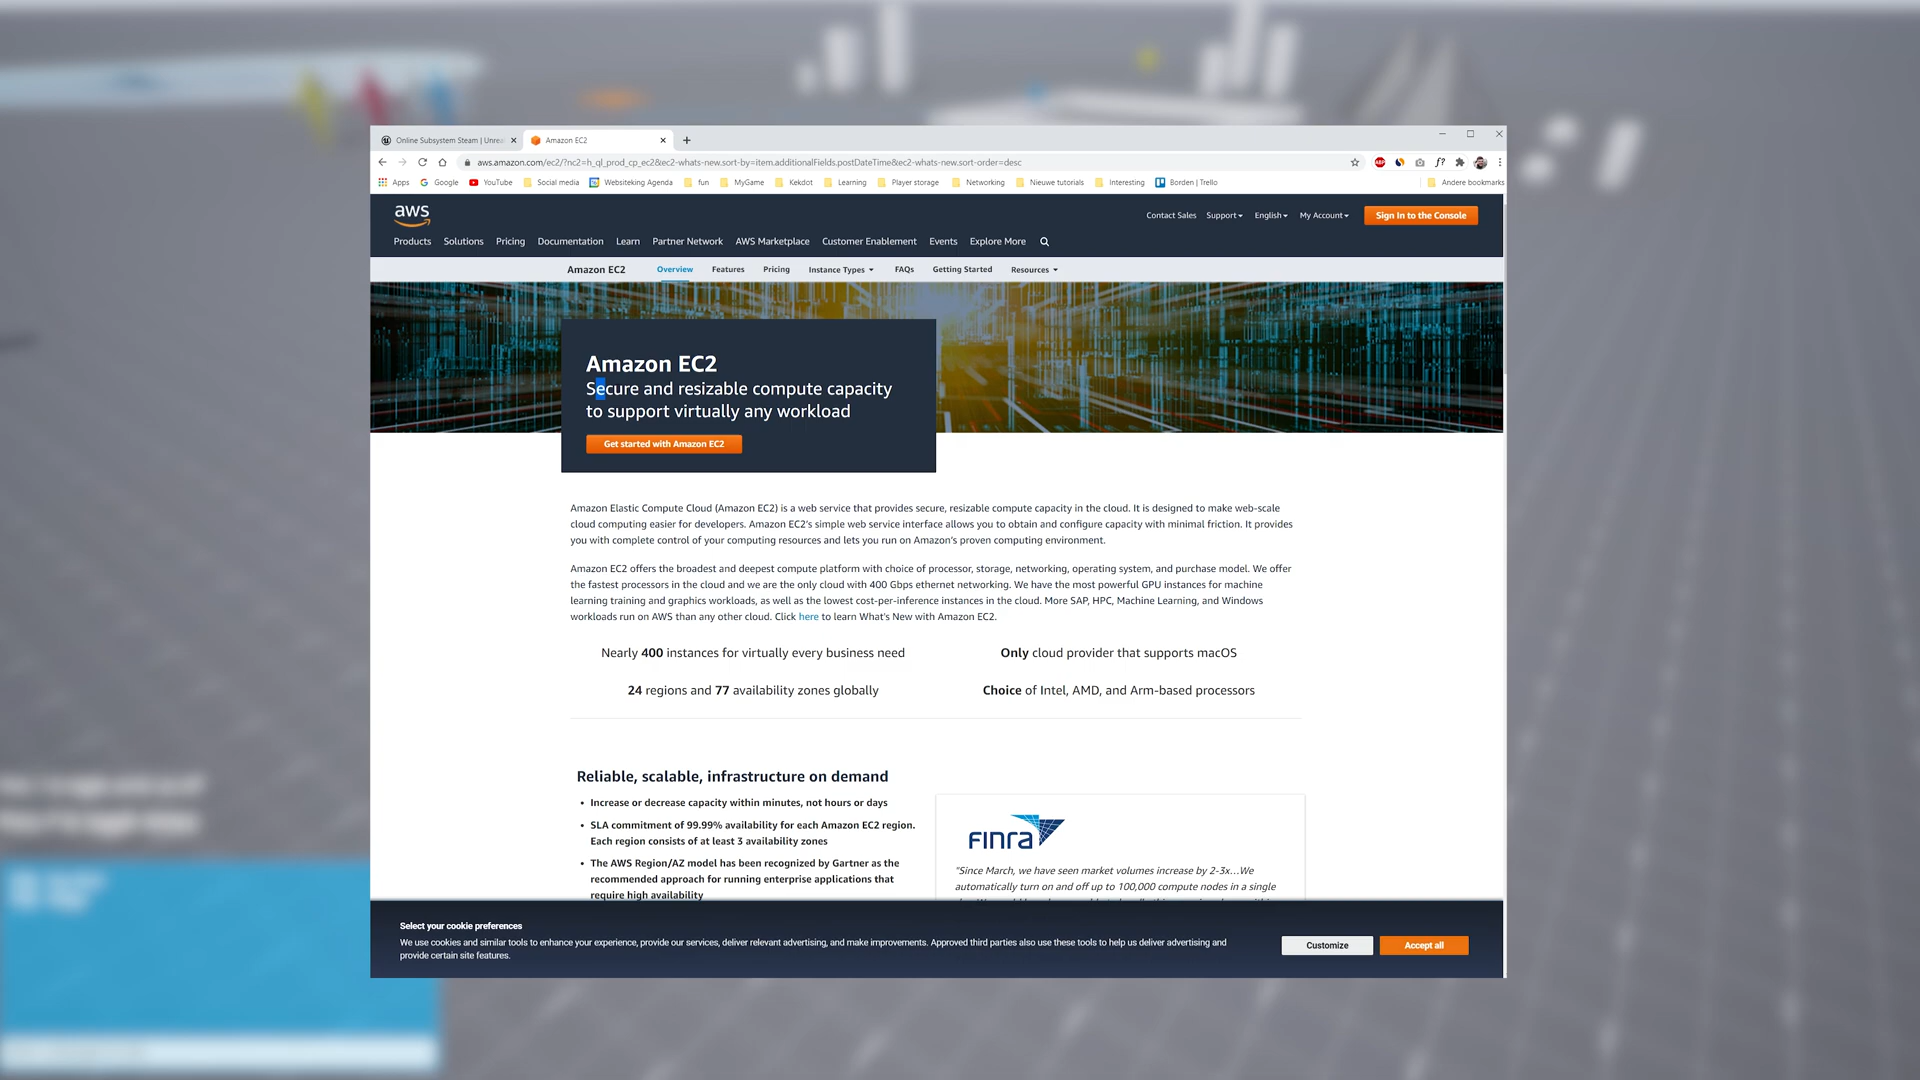 Online Subsystem Steam | Unrea
Amazon EC2
aws.amazon.com/ec2/?nc2=h_ql_prod_cp_ec2&ec2-whats-new.sort-by=item.additionalFields.postDateTime&ec2-whats-new.sort-order=desc
Apps Google YouTube Social media Websiteking Agenda fun MyGame Kekdot Learning Player storage Networking Nieuwe tutorials Interesting Borden | Trello Andere bookmarks
aws
Contact Sales Support English My Account Sign In to the Console
Products Solutions Pricing Documentation Learn Partner Network AWS Marketplace Customer Enablement Events Explore More
Amazon EC2 Overview Features Pricing Instance Types FAQs Getting Started Resources
Amazon EC2
Secure and resizable compute capacity
to support virtually any workload
Get started with Amazon EC2
Amazon Elastic Compute Cloud (Amazon EC2) is a web service that provides secure, resizable compute capacity in the cloud. It is designed to make web-scale
cloud computing easier for developers. Amazon EC2's simple web service interface allows you to obtain and configure capacity with minimal friction. It provides
you with complete control of your computing resources and lets you run on Amazon's proven computing environment.
Amazon EC2 offers the broadest and deepest compute platform with choice of processor, storage, networking, operating system, and purchase model. We offer
the fastest processors in the cloud and we are the only cloud with 400 Gbps ethernet networking. We have the most powerful GPU instances for machine
learning training and graphics workloads, as well as the lowest cost-per-inference instances in the cloud. More SAP, HPC, Machine Learning, and Windows
workloads run on AWS than any other cloud. Click here to learn What's New with Amazon EC2.
Nearly 400 instances for virtually every business need
Only cloud provider that supports macOS
24 regions and 77 availability zones globally
Choice of Intel, AMD, and Arm-based processors
Reliable, scalable, infrastructure on demand
• Increase or decrease capacity within minutes, not hours or days
• SLA commitment of 99.99% availability for each Amazon EC2 region.
Each region consists of at least 3 availability zones
• The AWS Region/AZ model has been recognized by Gartner as the
recommended approach for running enterprise applications that
require high availability
finra
"Since March, we have seen market volumes increase by 2-3x...We
automatically turn on and off up to 100,000 compute nodes in a single
Select your cookie preferences
We use cookies and similar tools to enhance your experience, provide our services, deliver relevant advertising, and make improvements. Approved third parties also use these tools to help us deliver advertising and
provide certain site features.
Customize
Accept all